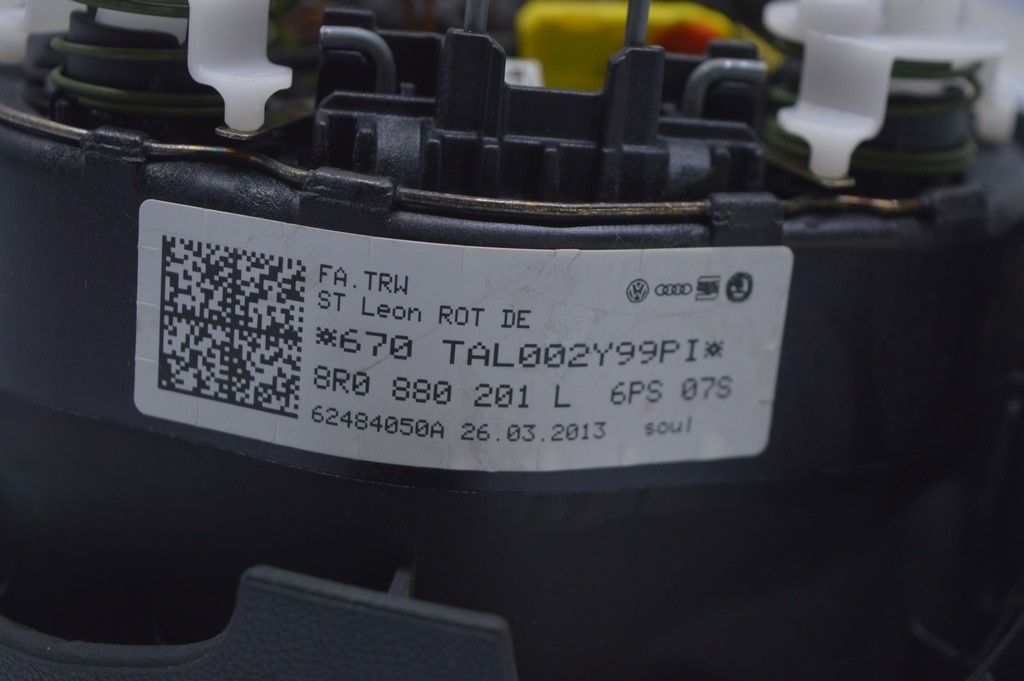 FA.TRW
ST Leon ROT DE
*670 TAL002Y99PI*
8R0 880 201 L 6PS 07S
62484050A 26.03.2013 soul